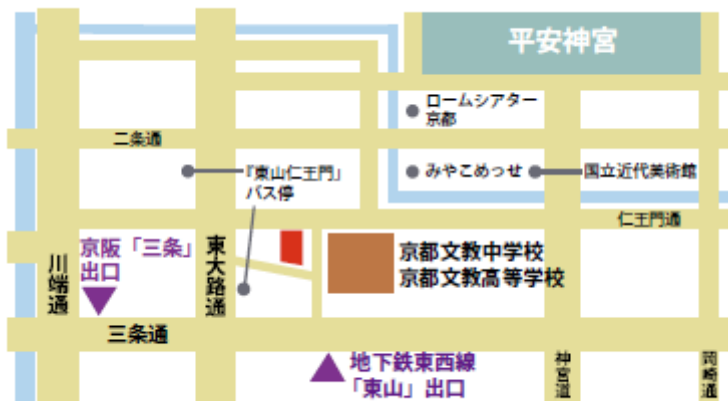 平安神宮
ロームシアター
京都
二条通
『東山仁王門』
バス停
みやこめっせ
国立近代美術館
仁王門通
京阪「三条」
出口
川端通
東大路通
京都文教中学校
京都文教高等学校
三条通
地下鉄東西線
「東山」出口
神宮道
岡崎通